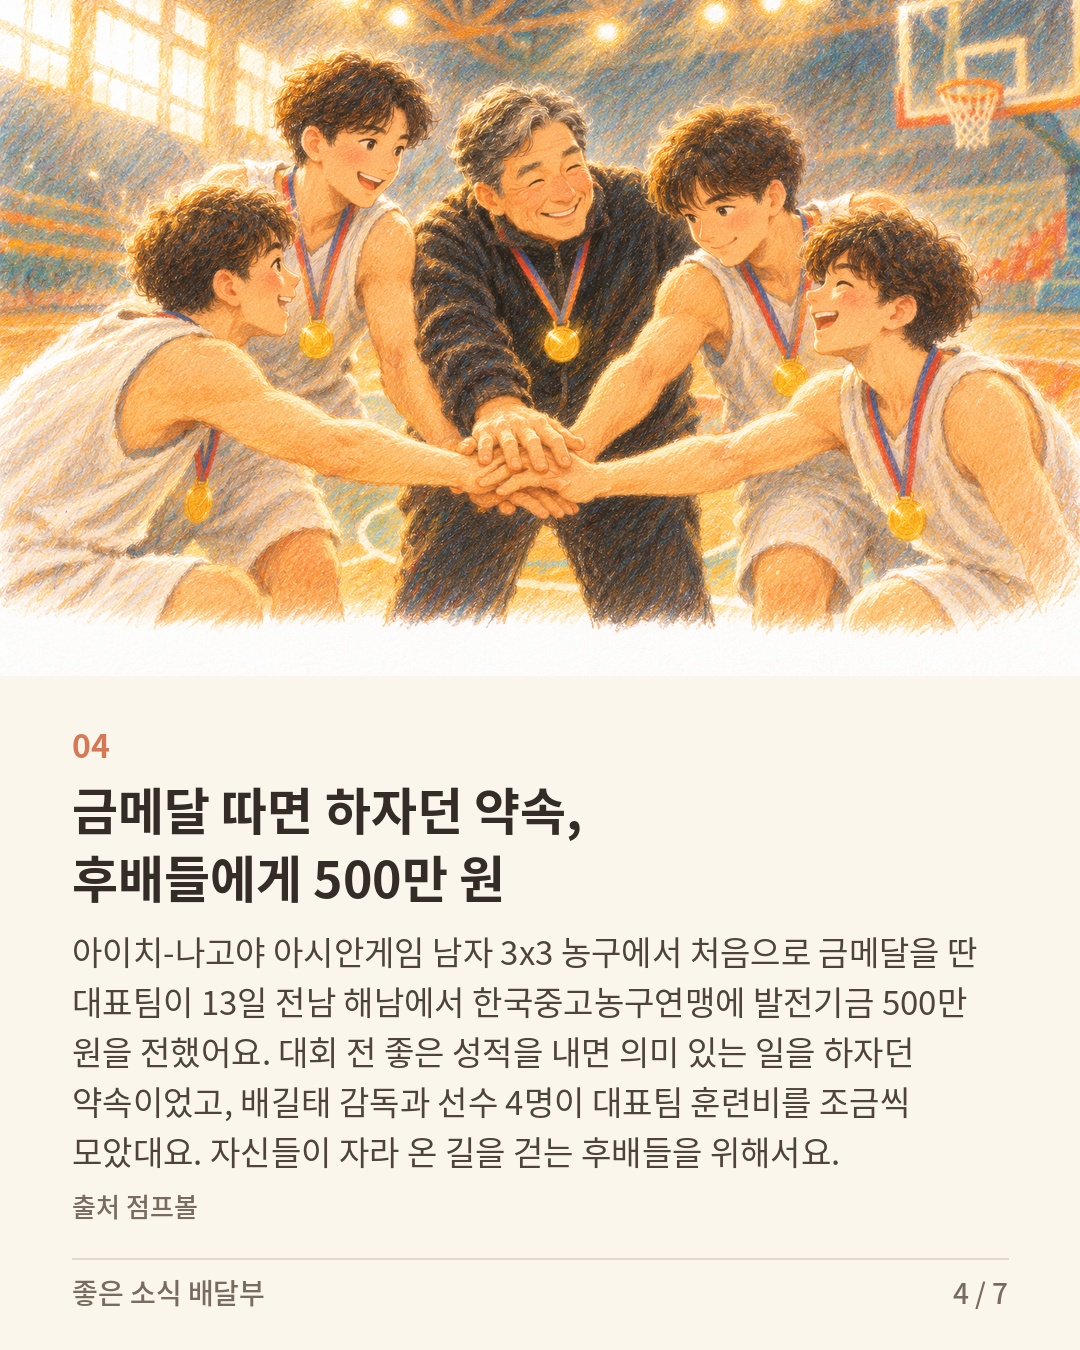 04
금메달 따면 하자던 약속,
후배들에게 500만 원
아이치-나고야 아시안게임 남자 3x3 농구에서 처음으로 금메달을 딴
대표팀이 13일 전남 해남에서 한국중고농구연맹에 발전기금 500만
원을 전했어요. 대회 전 좋은 성적을 내면 의미 있는 일을 하자던
약속이었고, 배길태 감독과 선수 4명이 대표팀 훈련비를 조금씩
모았대요. 자신들이 자라 온 길을 걷는 후배들을 위해서요.
출처 점프볼
좋은 소식 배달부
4 / 7